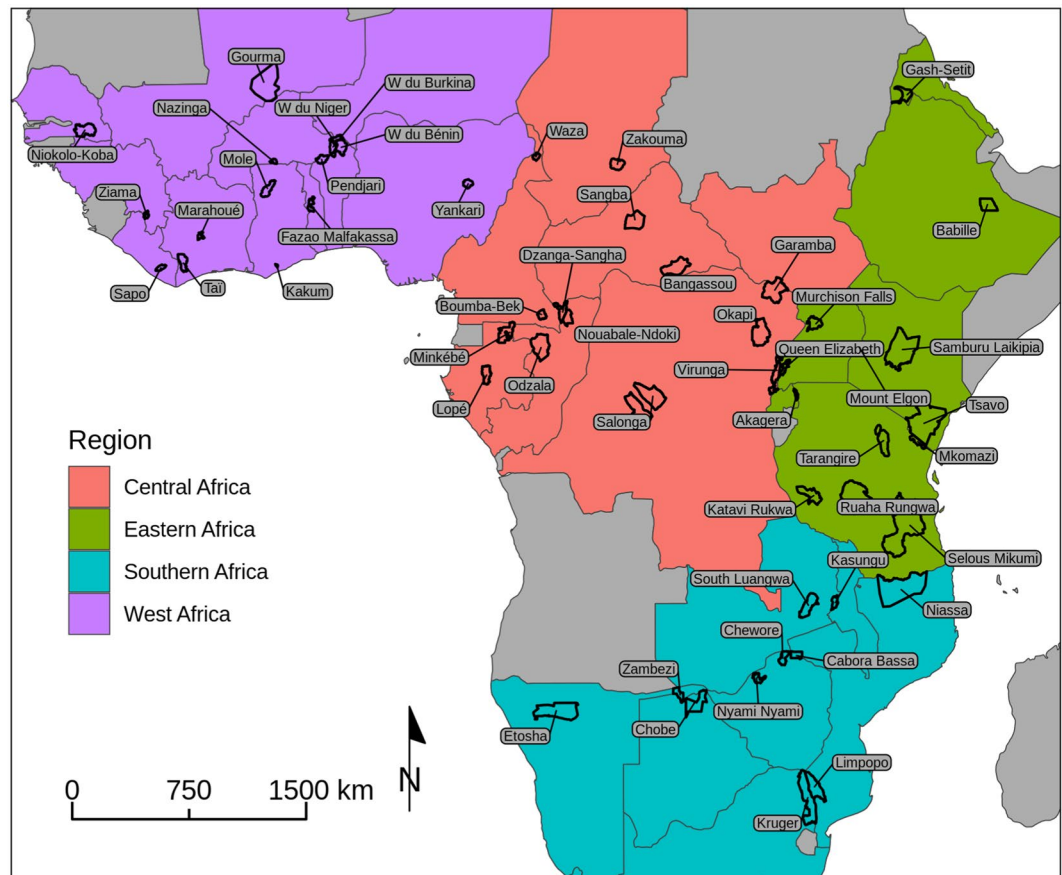 Gourma
Gash-Setit
W du Burkina
Nazinga
W du Niger
W du Bénin
Waza
Zakouma
Niokolo-Koba
Mole
Pendjari
Ziama
Sangba
Marahoué
Yankari
Babille
Fazao Malfakassa
Garamba
Dzanga-Sangha
Bangassou
Sapo
Taï
Kakum
Murchison Falls
Boumba-Bek
Okapi
Nouabale-Ndoki
Queen Elizabeth
Samburu Laikipia
Minkébé
Virunga
Odzala
Mount Elgon
Tsavo
Lopé
Salonga
Akagera
Region
Tarangire
Mkomazi
Central Africa
Katavi Rukwa
Ruaha Rungwa
Eastern Africa
Selous Mikumi
Kasungu
Southern Africa
South Luangwa
Niassa
West Africa
Chewore
Cabora Bassa
Zambezi
Nyami Nyami
Chobe
Etosha
Limpopo
N
0 750 1500 km
Kruger